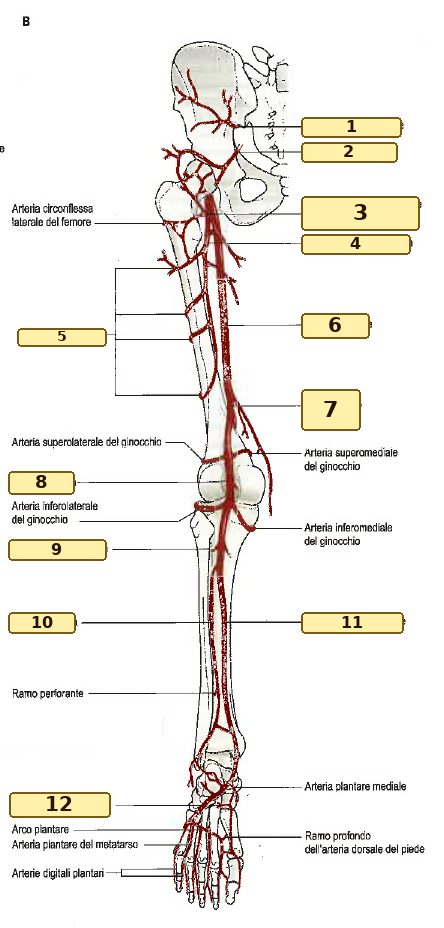 B
1
2
e
3
Arteria circonflessa
laterale del femore
4
6
5
7
Arteria superolaterale del ginocchio
Arteria superomediale
del ginocchio
8
Arteria inferolaterale
del ginocchio
Arteria inferomediale
del ginocchio
9
10
11
Ramo perforante
Arteria plantare mediale
12
Arco plantare
Ramo profondo
dell'arteria dorsale del piede
Arteria plantare del metatarso
Arterie digitali plantari